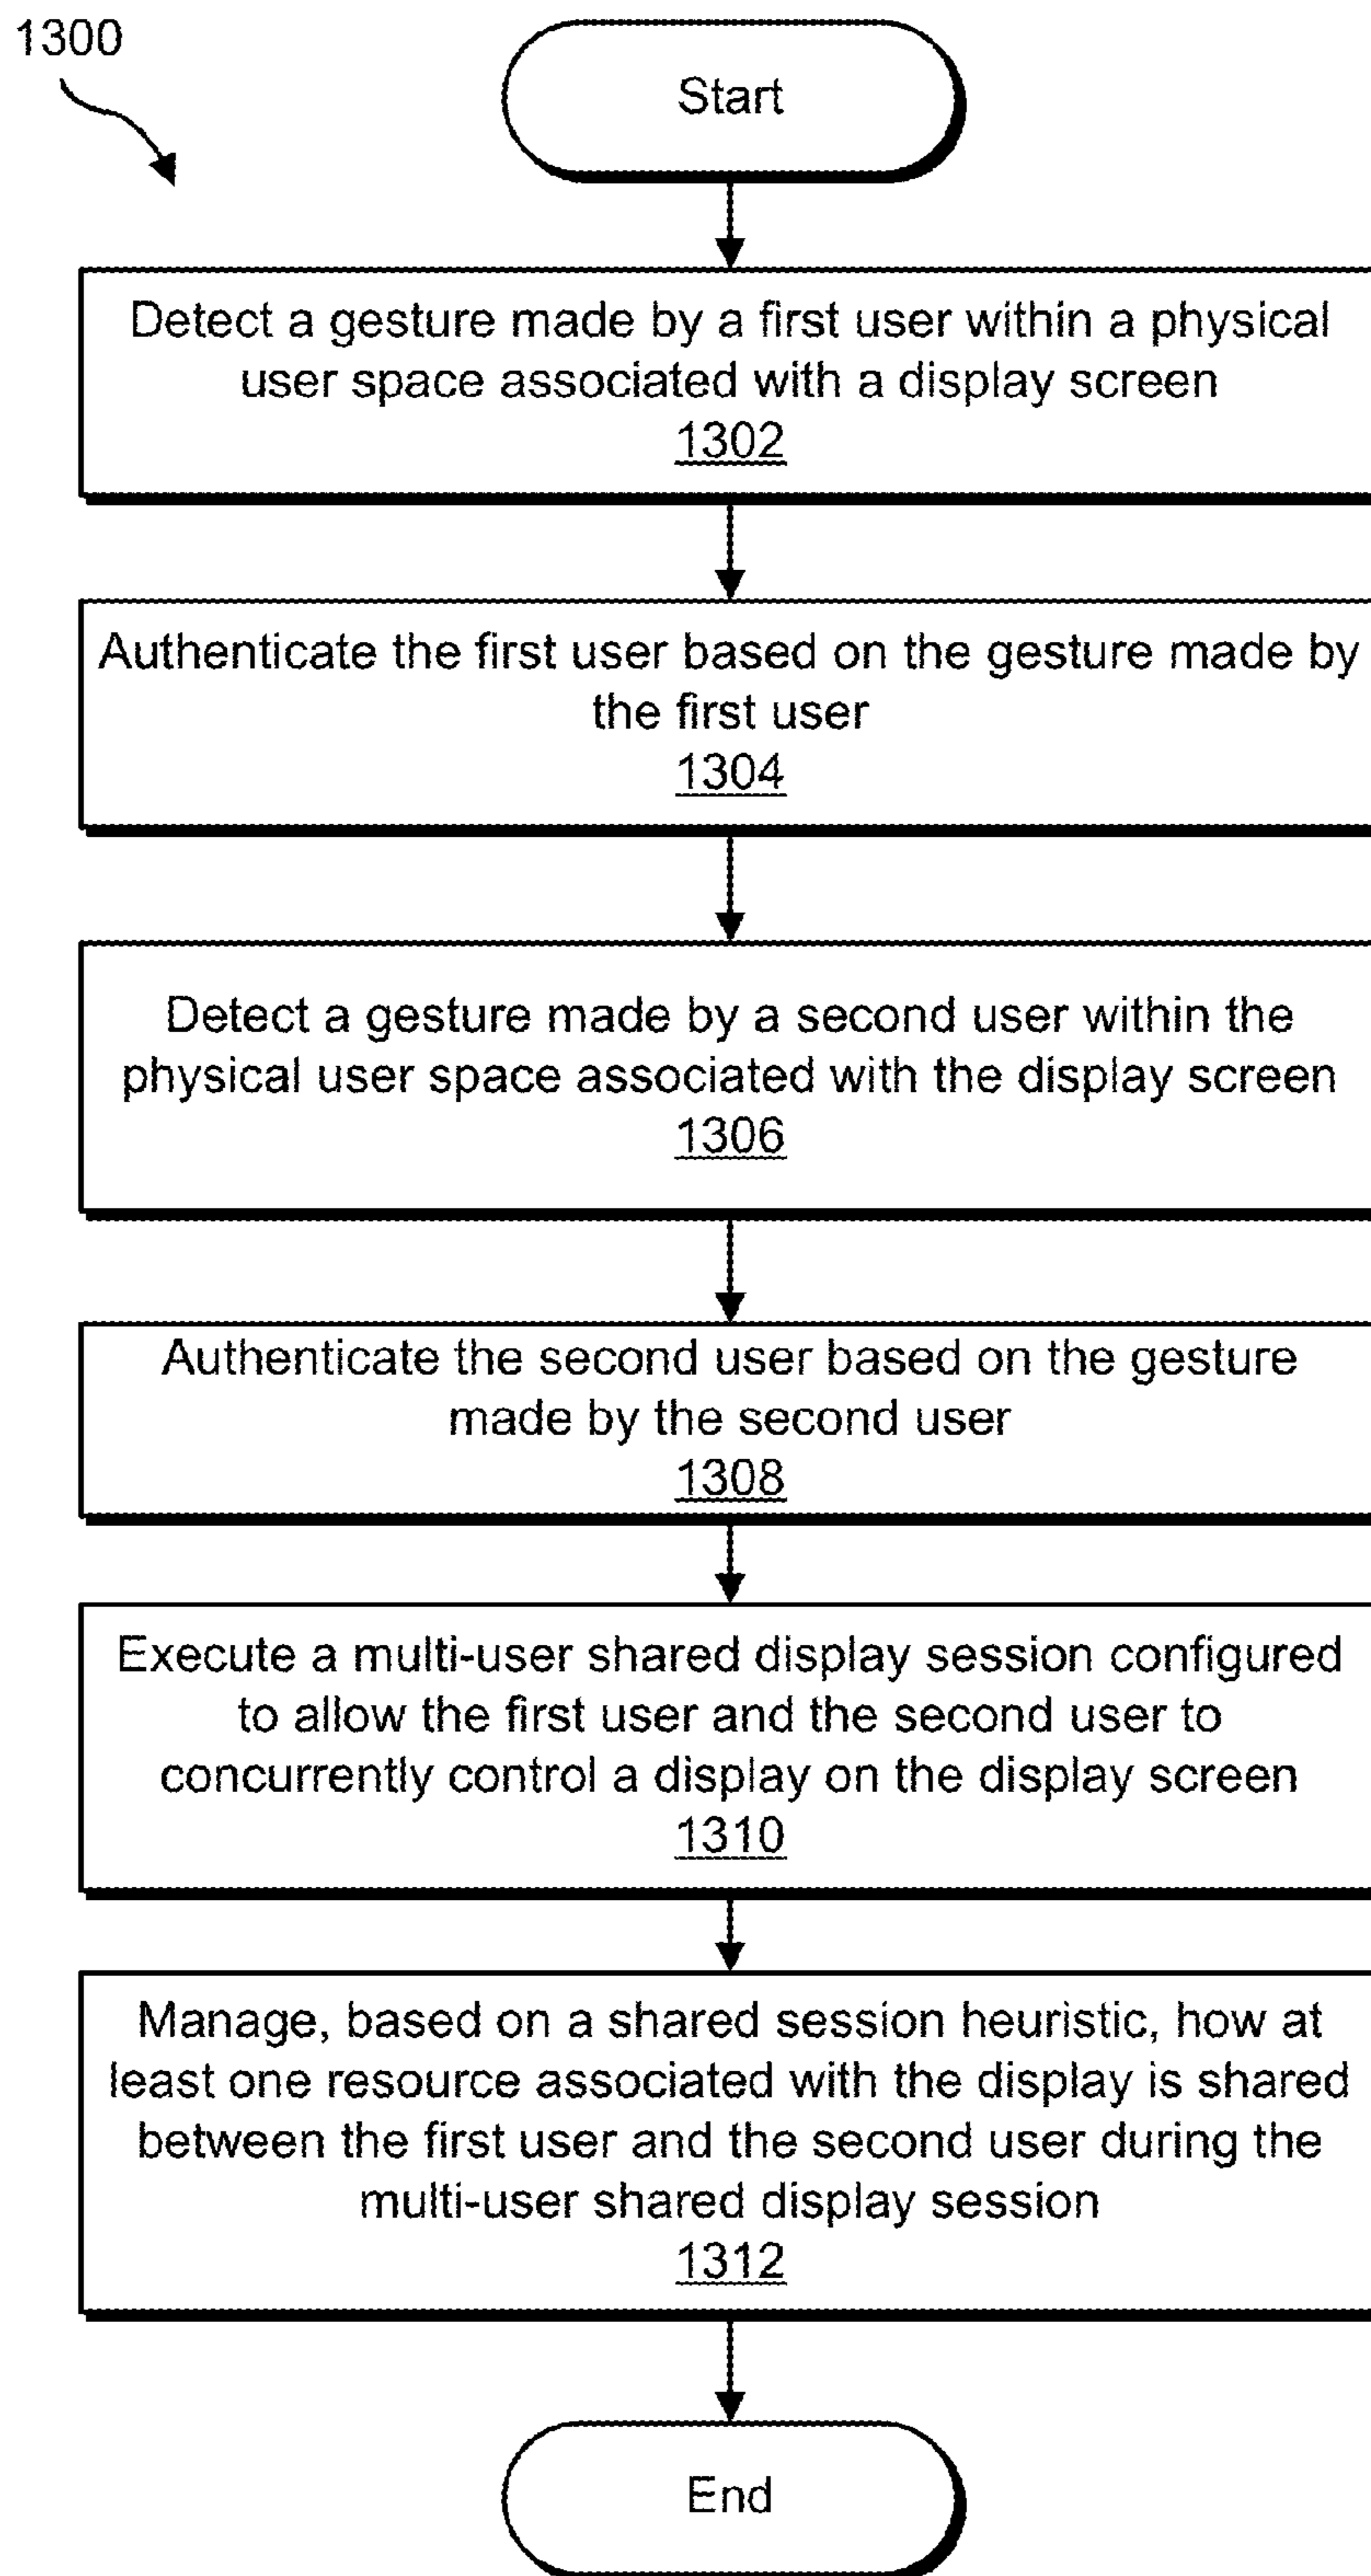 1300
Start
Detect a gesture made by a first user within a physical
user space associated with a display screen
1302
Authenticate the first user based on the gesture made by
the first user
1304
Detect a gesture made by a second user within the
physical user space associated with the display screen
1306
Authenticate the second user based on the gesture
made by the second user
1308
Execute a multi-user shared display session configured
to allow the first user and the second user to
concurrently control a display on the display screen
1310
Manage, based on a shared session heuristic, how at
least one resource associated with the display is shared
between the first user and the second user during the
multi-user shared display session
1312
End